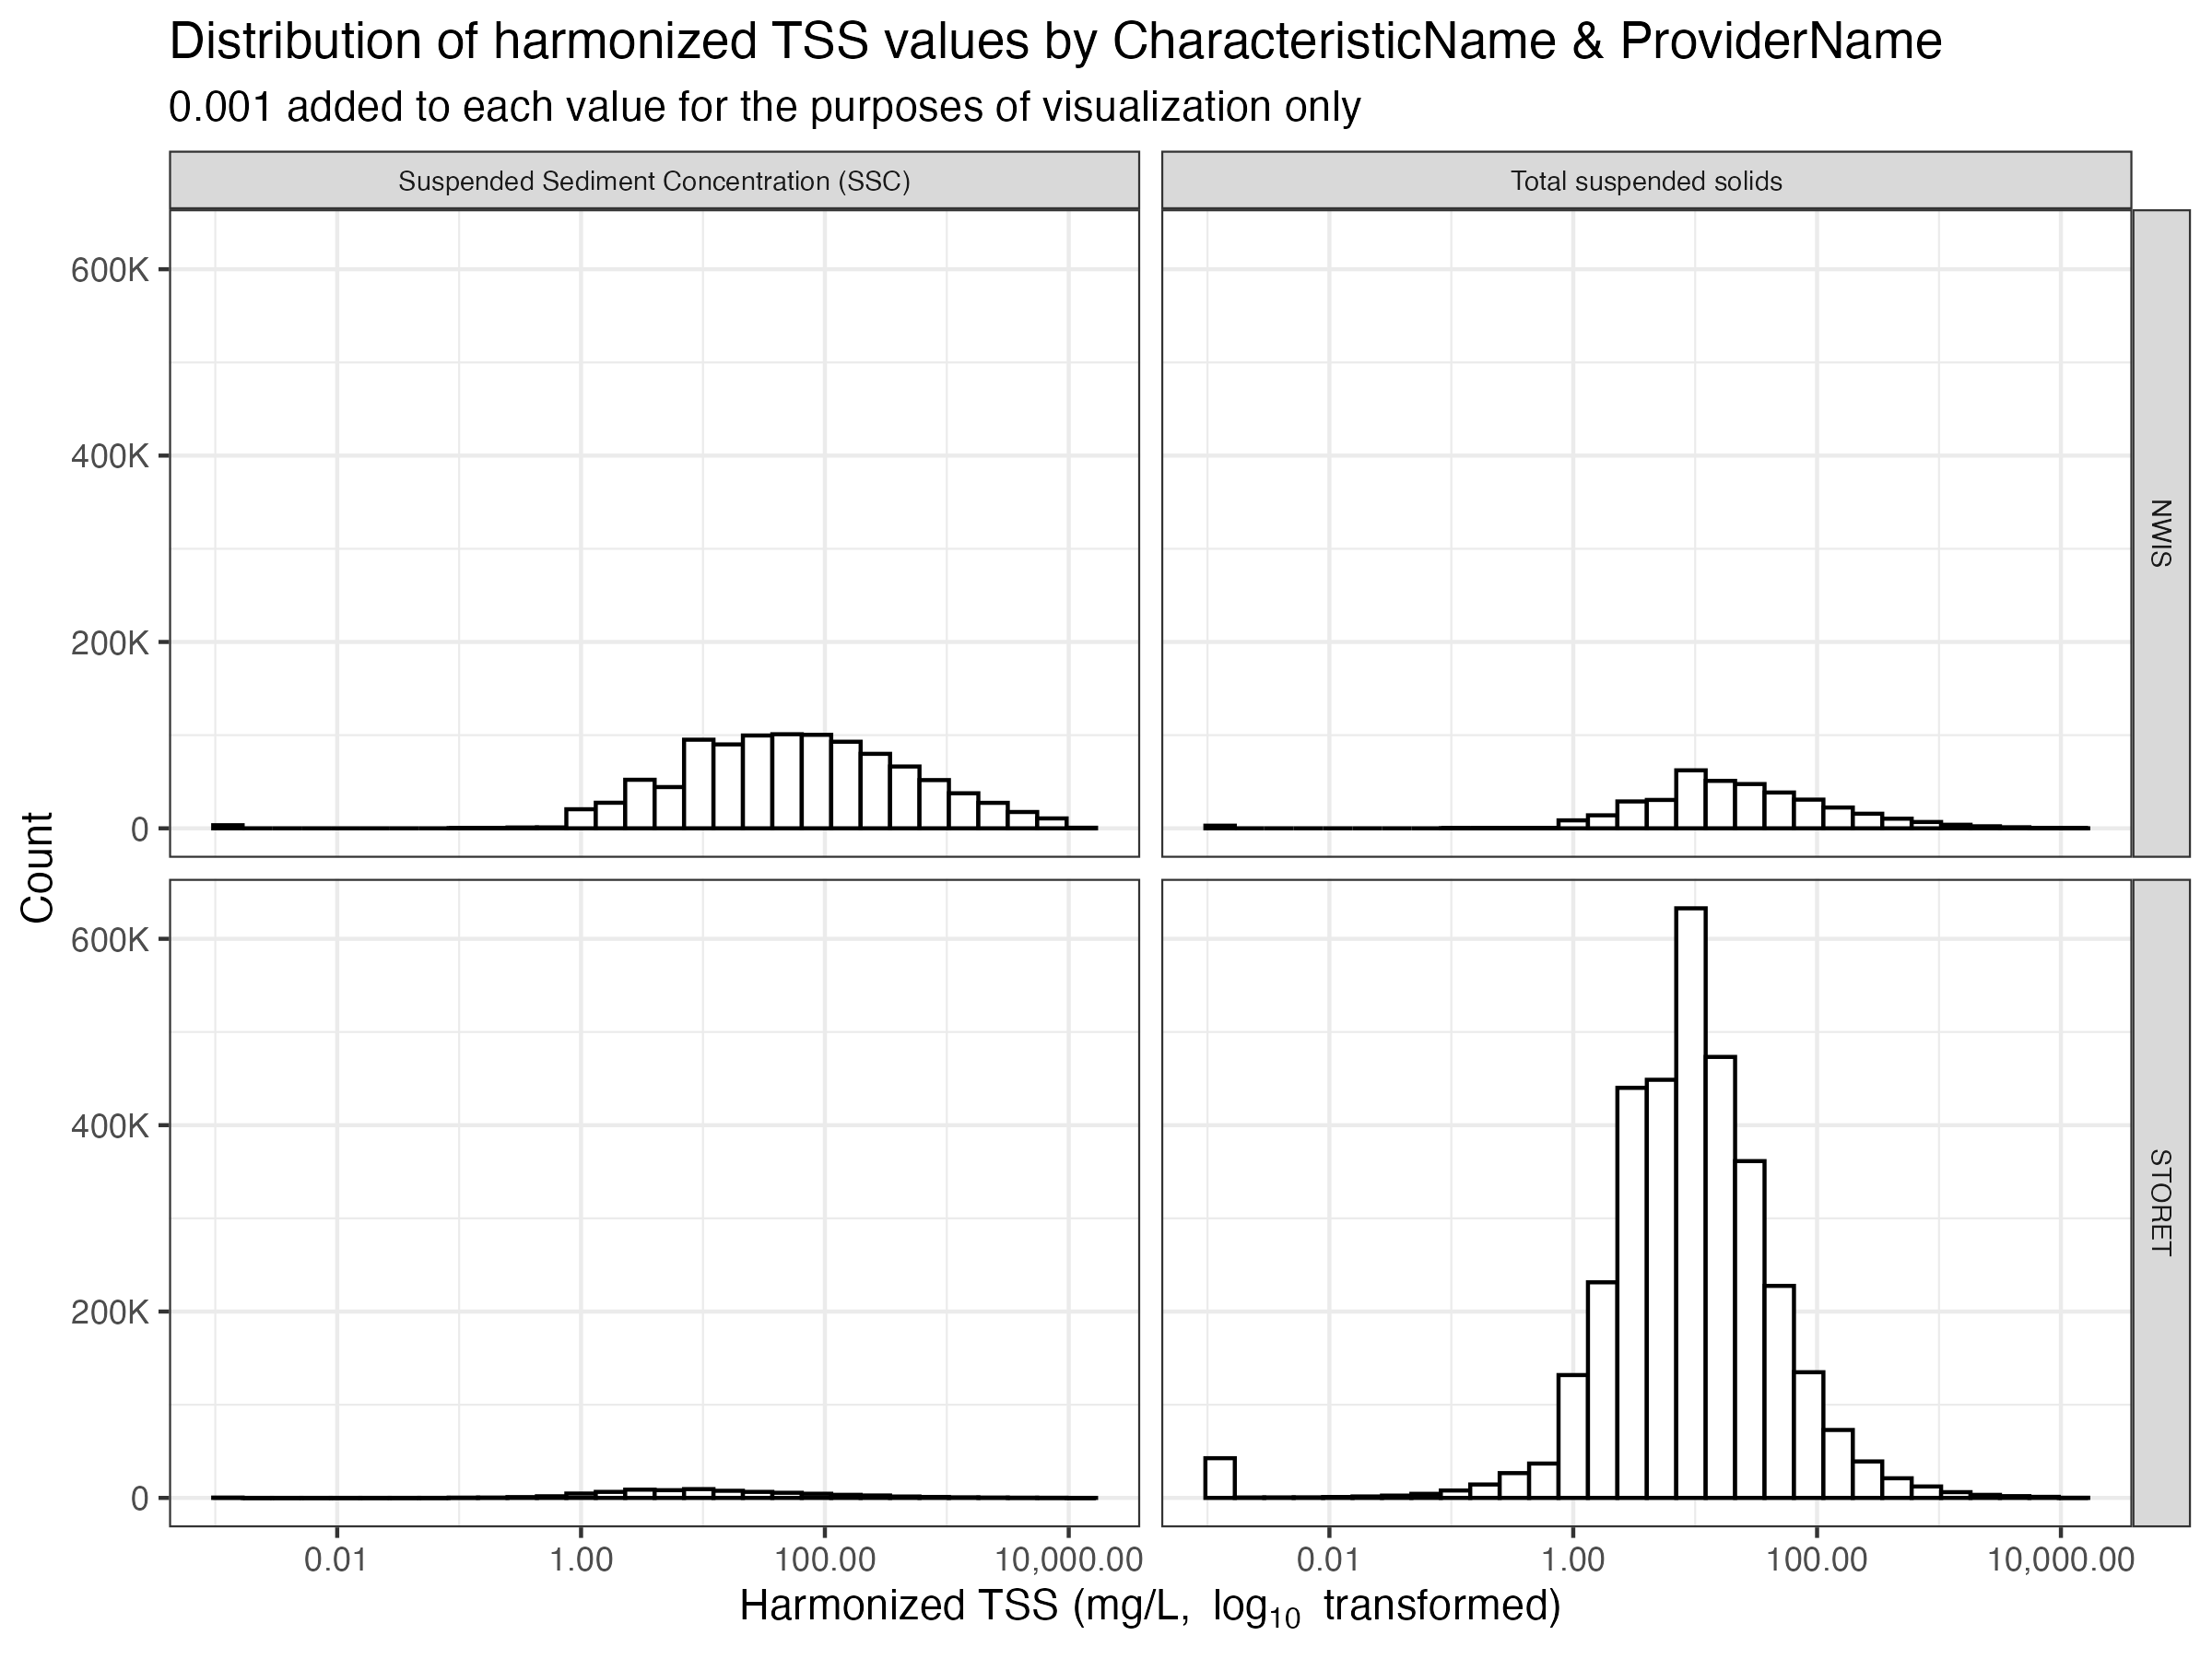 Distribution of harmonized TSS values by CharacteristicName & ProviderName
0.001 added to each value for the purposes of visualization only
Suspended Sediment Concentration (SSC)
Total suspended solids
600K
400K
200K
0
NWIS
Count
600K
400K
200K
0
STORET
0.01 1.00 100.00 10,000.00
0.01 1.00 100.00 10,000.00
Harmonized TSS (mg/L, log10 transformed)